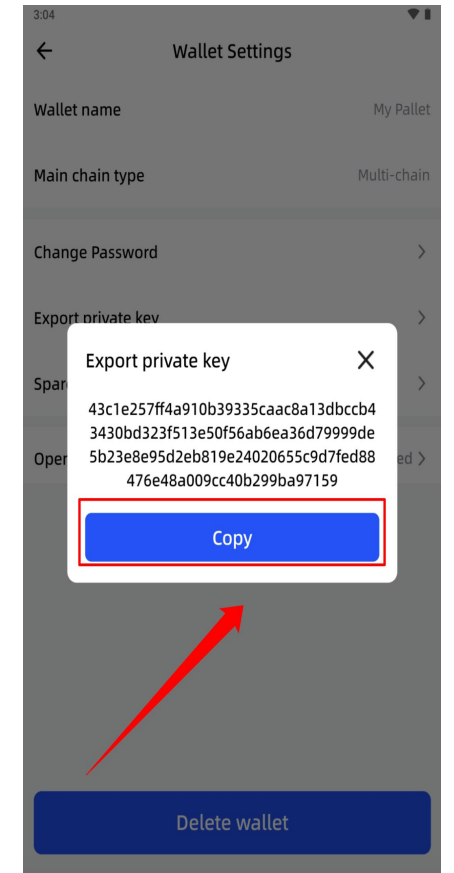 3:04
Wallet Settings
Wallet name My Pallet
Main chain type Multi-chain
Change Password
Export private key
Export private key
43c1e257ff4a910b39335caac8a13dbccb4
3430bd323f513e50f56ab6ea36d79999de
5b23e8e95d2eb819e24020655c9d7fed88
476e48a009cc40b299ba97159
Copy
Delete wallet